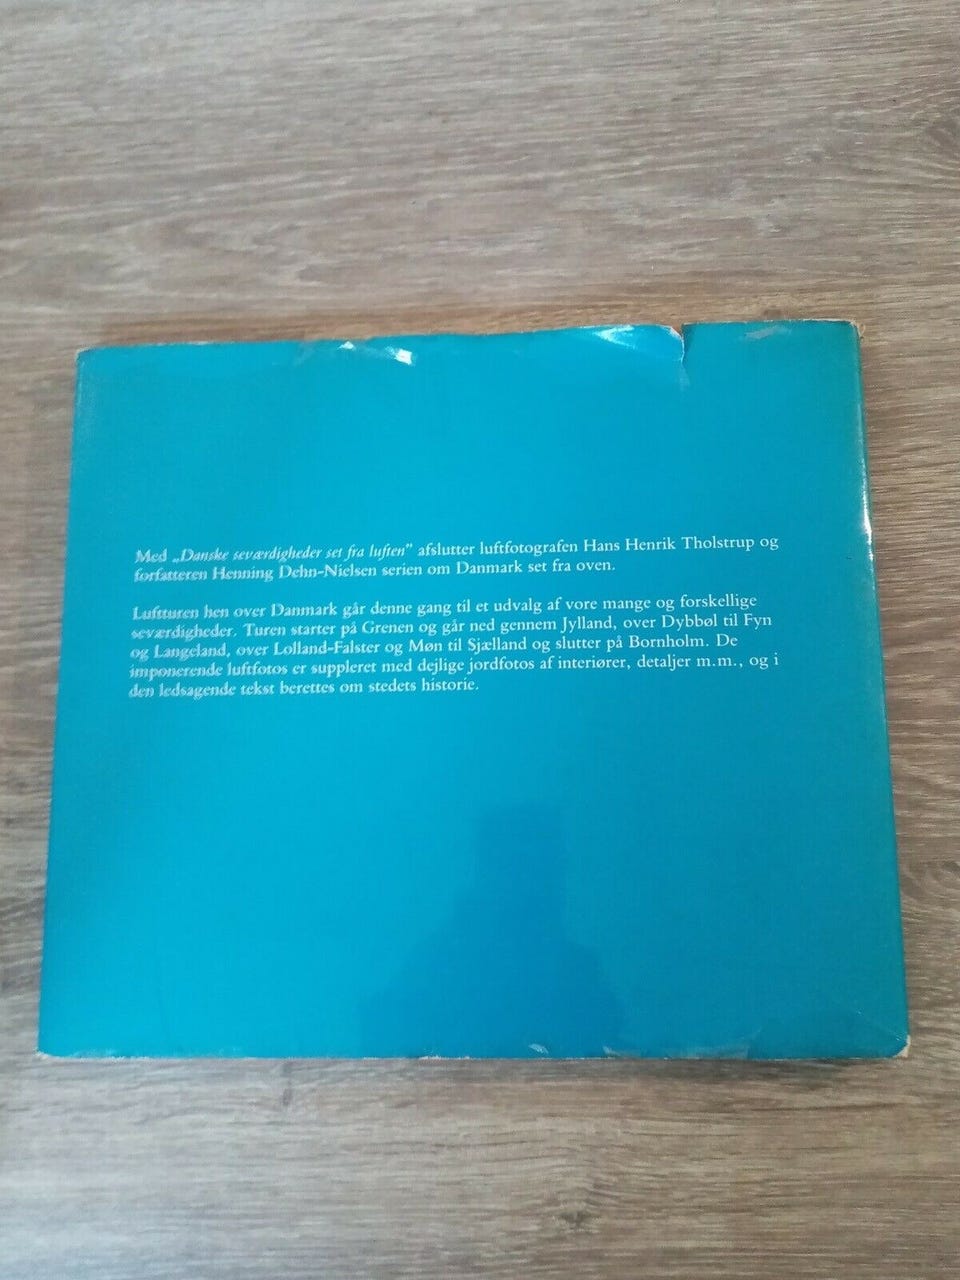 Med „Danske seværdigheder set fra luften” afslutter luftfotografen Hans Henrik Tholstrup og
forfatteren Henning Dehn-Nielsen serien om Danmark set fra oven.
Luftturen hen over Danmark går denne gang til et udvalg af vore mange og forskellige
seværdigheder. Turen starter på Grenen og går ned gennem Jylland, over Dybbøl til Fyn
og Langeland, over Lolland-Falster og Møn til Sjælland og slutter på Bornholm. De
imponerende luftfotos er suppleret med dejlige jordfotos af interiører, detaljer m.m., og i
den ledsagende tekst berettes om stedets historie.